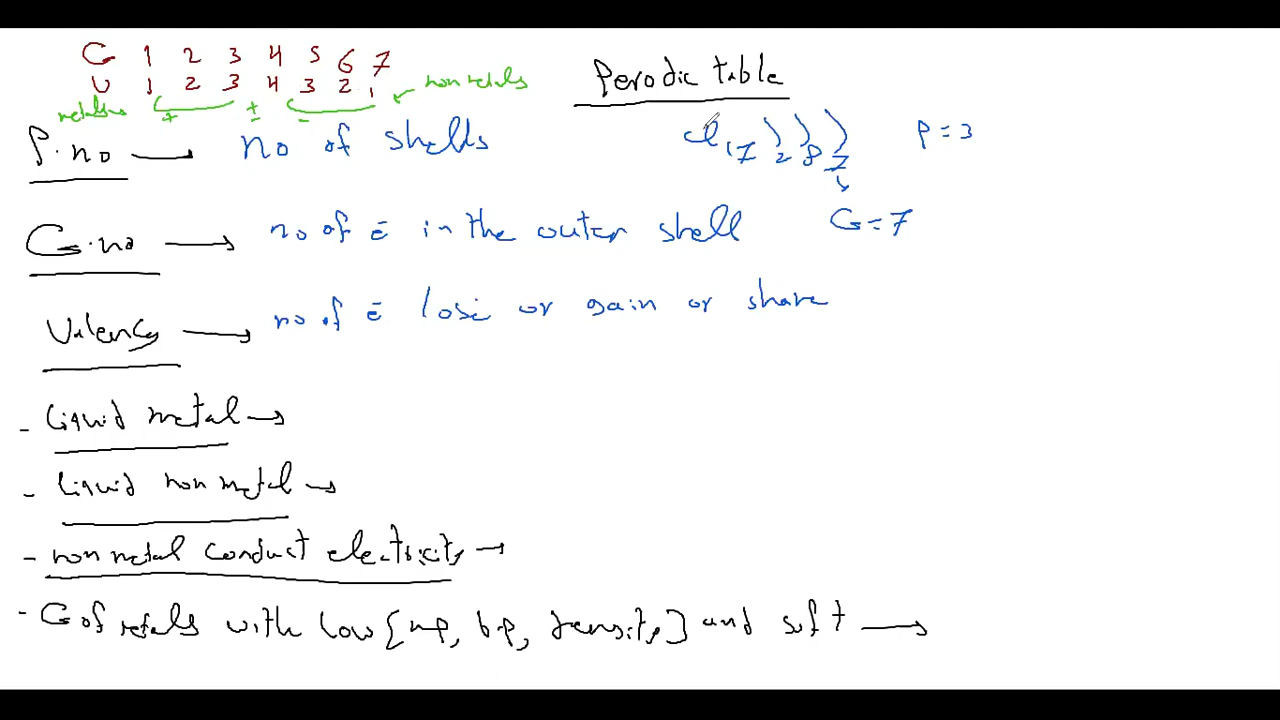 G 1 2 3 4 5 6 7
V 1 2 3 4 3 2 1
metals + ± - non metals
Perodic table
P.no → no of shells
Cl 17 2 8 7 P = 3
G.no → no of ē in the outer shell
G = 7
Valency → no of ē lose or gain or share
- Liquid metal →
- Liquid non metal →
- non metal conduct electricity →
- G of metals with low [mp, bp, density] and soft →